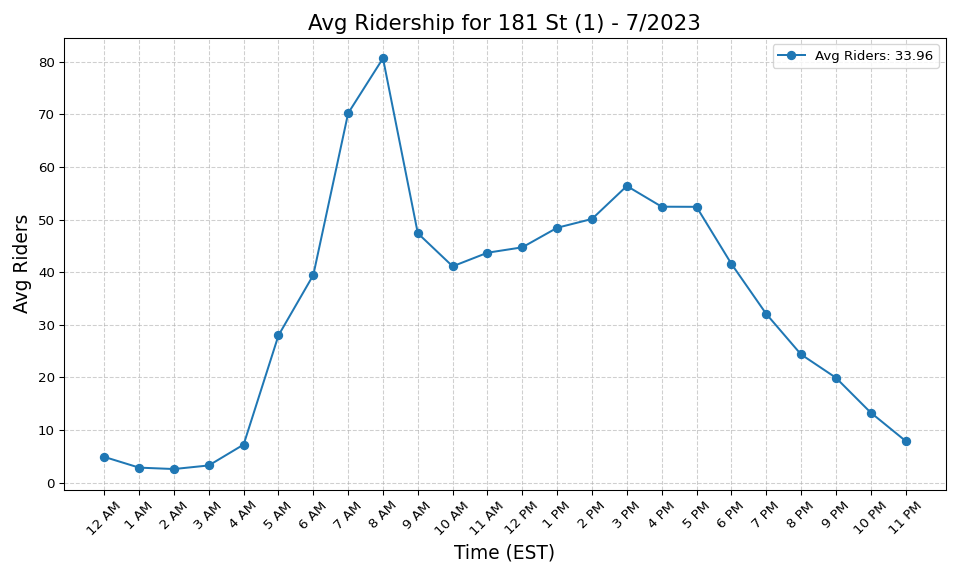 Avg Ridership for 181 St (1) - 7/2023
Avg Riders: 33.96
Avg Riders
80
70
60
50
40
30
20
10
0
12 AM
1 AM
2 AM
3 AM
4 AM
5 AM
6 AM
7 AM
8 AM
9 AM
10 AM
11 AM
12 PM
1 PM
2 PM
3 PM
4 PM
5 PM
6 PM
7 PM
8 PM
9 PM
10 PM
11 PM
Time (EST)